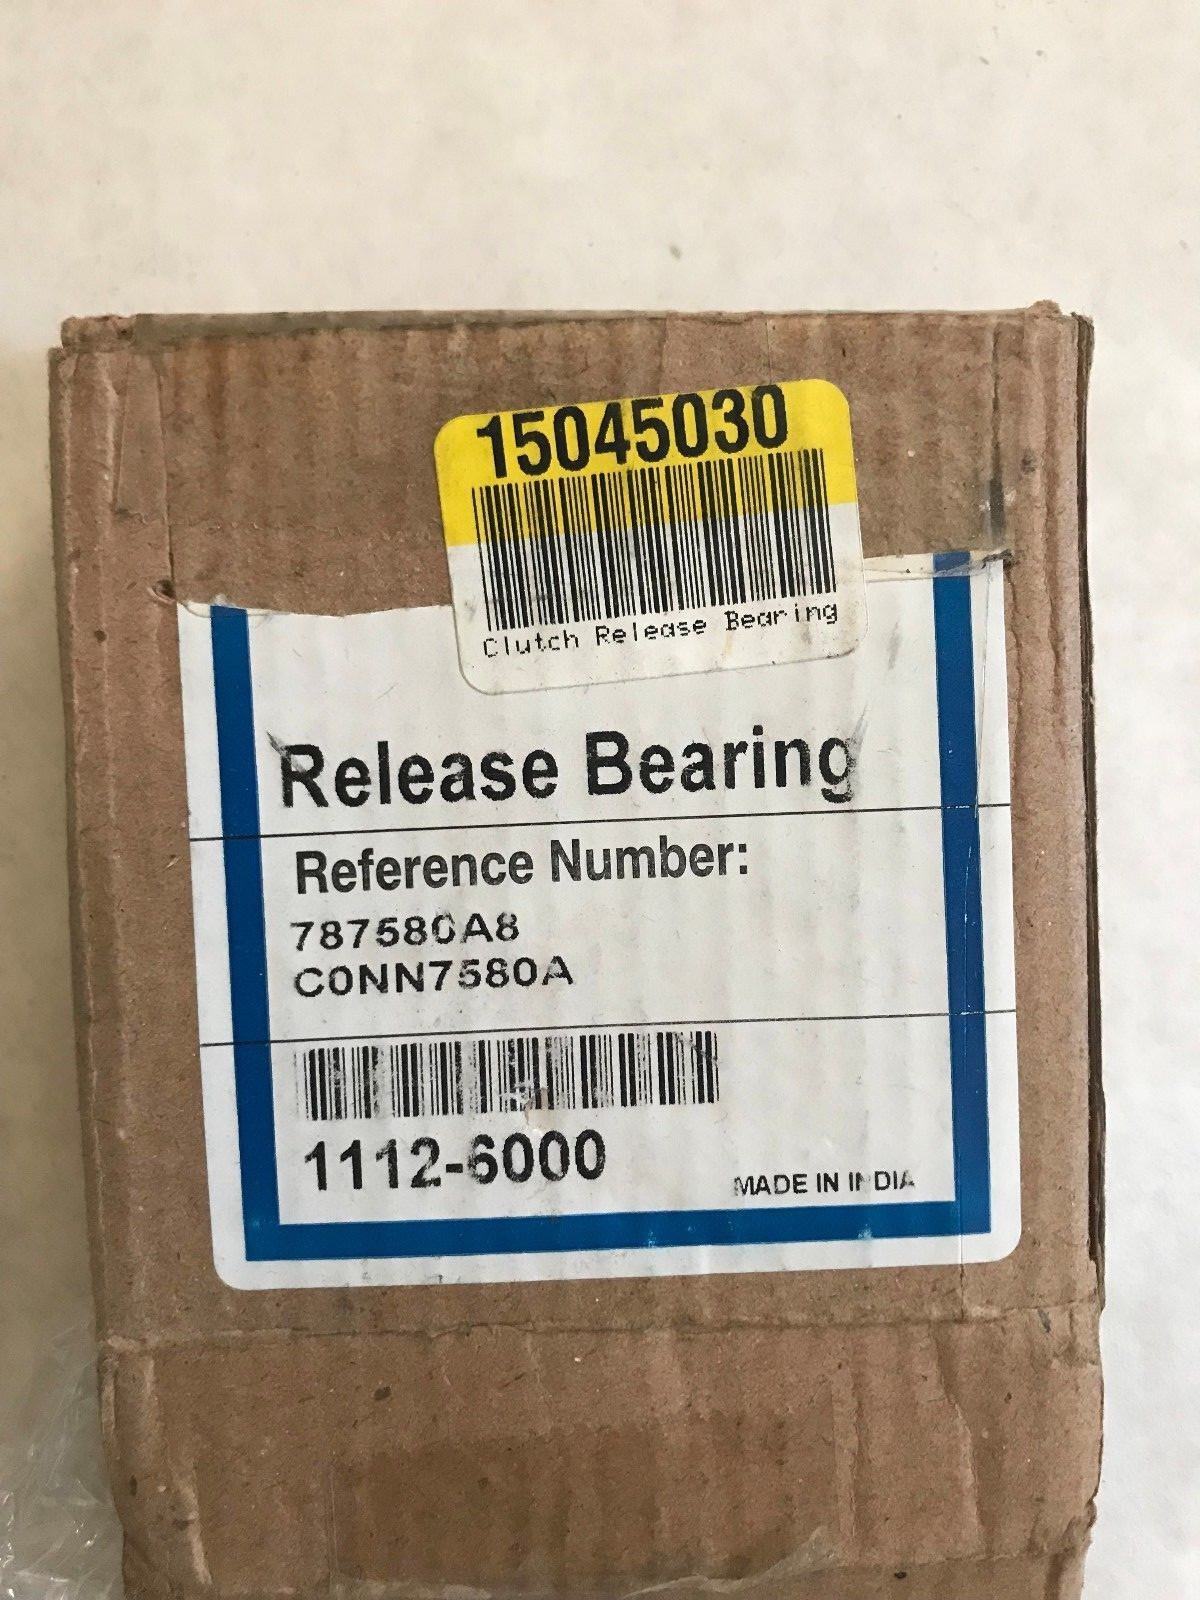 15045030
Clutch Release Bearing
Release Bearing
Reference Number:
787580A8
C0NN7580A
1112-6000
MADE IN INDIA